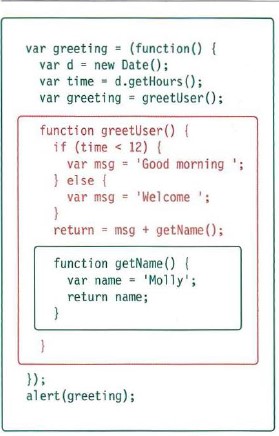 var greeting = (function() {
var d = new Date();
var time = d.getHours();
var greeting = greetUser();
function greetUser() {
if (time < 12) {
var msg = 'Good morning ';
} else {
var msg = 'Welcome ';
}
return = msg + getName();
function getName() {
var name = 'Molly';
return name;
}
}
});
alert(greeting);